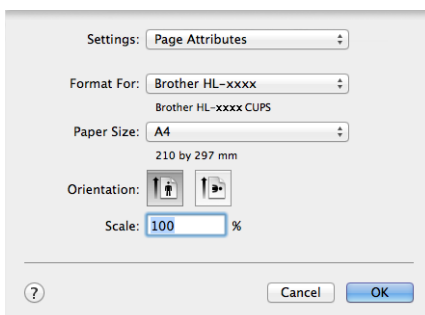 Settings: Page Attributes
Format For: Brother HL-xxxx
Brother HL-xxxx CUPS
Paper Size: A4
210 by 297 mm
Orientation:
Scale: 100 %
? Cancel OK